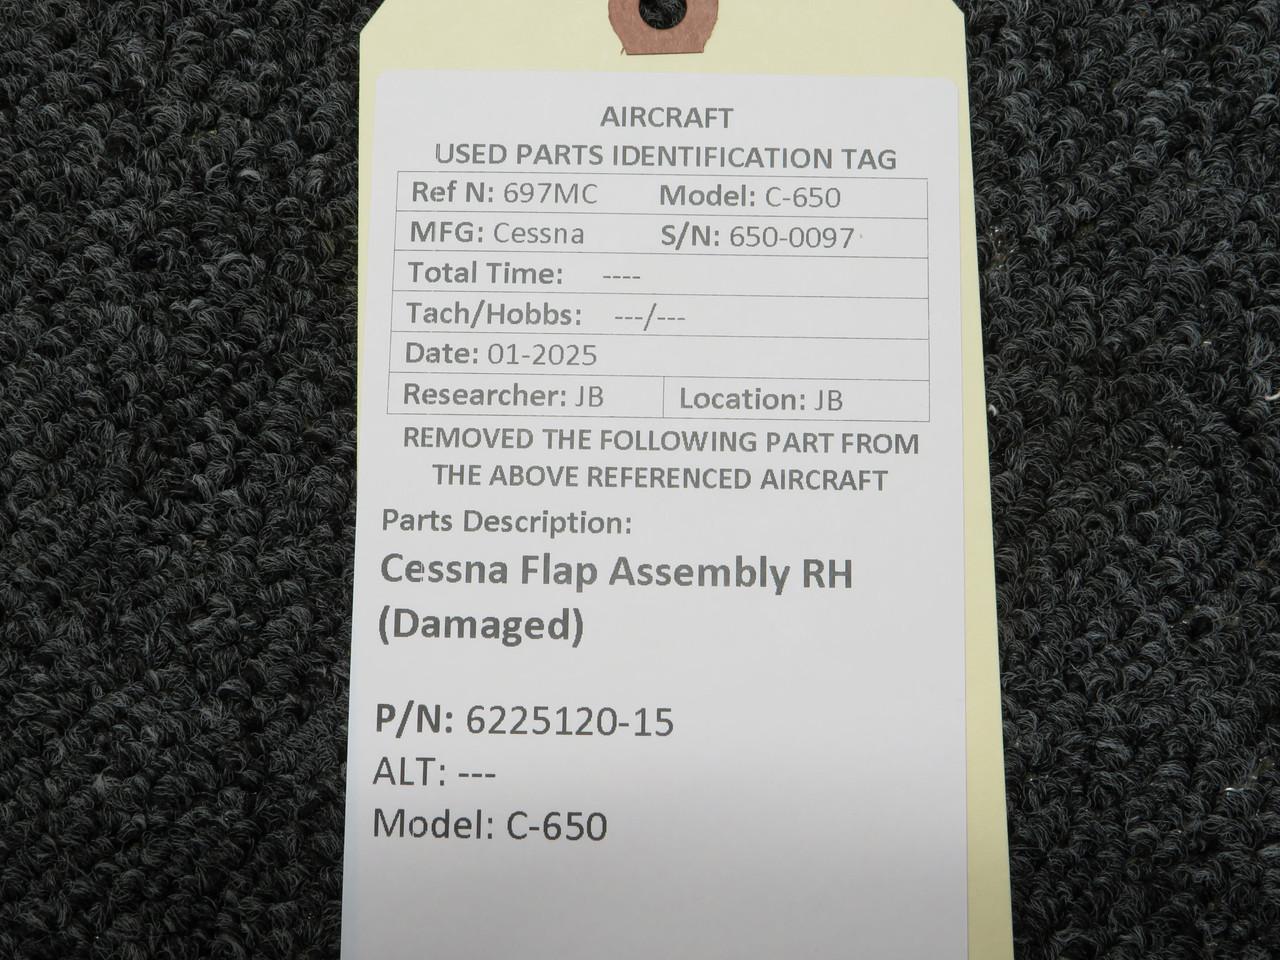 AIRCRAFT
USED PARTS IDENTIFICATION TAG
Ref N: 697MC Model: C-650
MFG: Cessna S/N: 650-0097
Total Time: ----
Tach/Hobbs: ---/---
Date: 01-2025
Researcher: JB Location: JB
REMOVED THE FOLLOWING PART FROM
THE ABOVE REFERENCED AIRCRAFT
Parts Description:
Cessna Flap Assembly RH
(Damaged)
P/N: 6225120-15
ALT: ---
Model: C-650